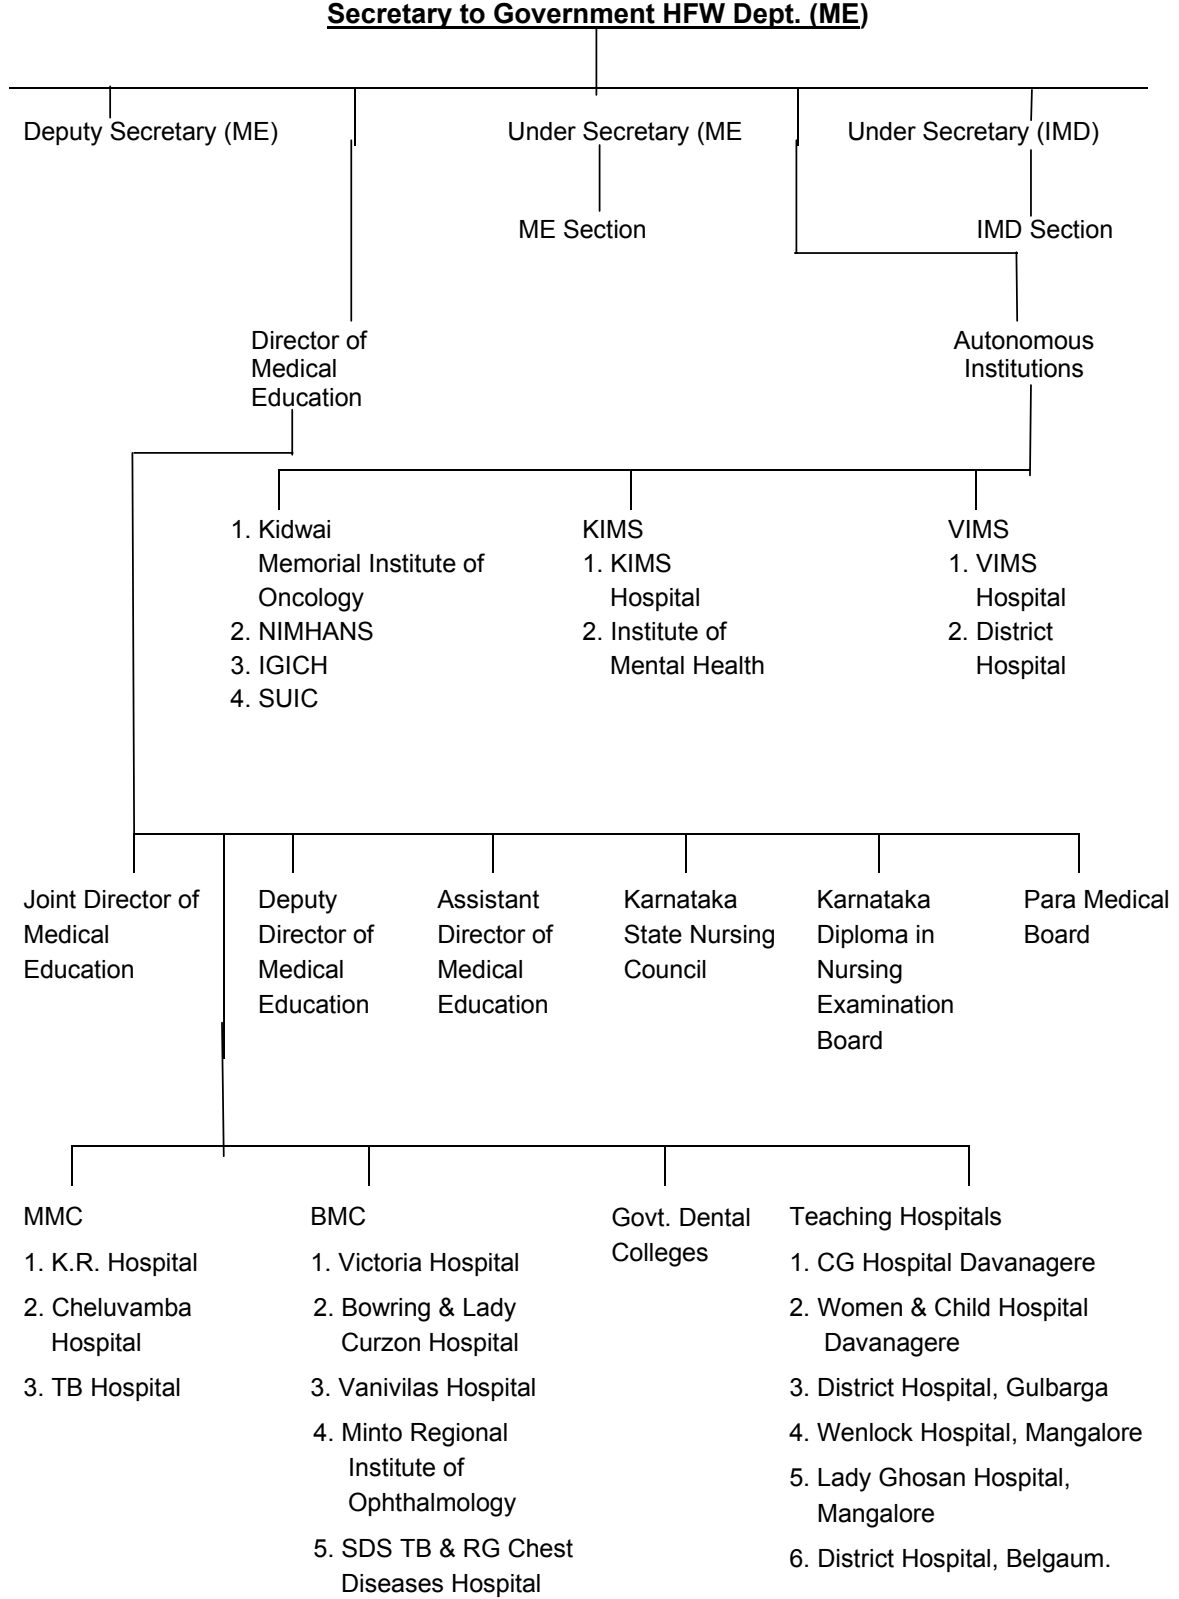 Secretary to Government HFW Dept. (ME)
Deputy Secretary (ME)
Under Secretary (ME
Under Secretary (IMD)
ME Section
IMD Section
Director of
Medical
Education
Autonomous
Institutions
1. Kidwai
Memorial Institute of
Oncology
2. NIMHANS
3. IGICH
4. SUIC
KIMS
1. KIMS
Hospital
2. Institute of
Mental Health
VIMS
1. VIMS
Hospital
2. District
Hospital
Joint Director of
Medical
Education
Deputy
Director of
Medical
Education
Assistant
Director of
Medical
Education
Karnataka
State Nursing
Council
Karnataka
Diploma in
Nursing
Examination
Board
Para Medical
Board
MMC
1. K.R. Hospital
2. Cheluvamba
Hospital
3. TB Hospital
BMC
1. Victoria Hospital
2. Bowring & Lady
Curzon Hospital
3. Vanivilas Hospital
4. Minto Regional
Institute of
Ophthalmology
5. SDS TB & RG Chest
Diseases Hospital
Govt. Dental
Colleges
Teaching Hospitals
1. CG Hospital Davanagere
2. Women & Child Hospital
Davanagere
3. District Hospital, Gulbarga
4. Wenlock Hospital, Mangalore
5. Lady Ghosan Hospital,
Mangalore
6. District Hospital, Belgaum.